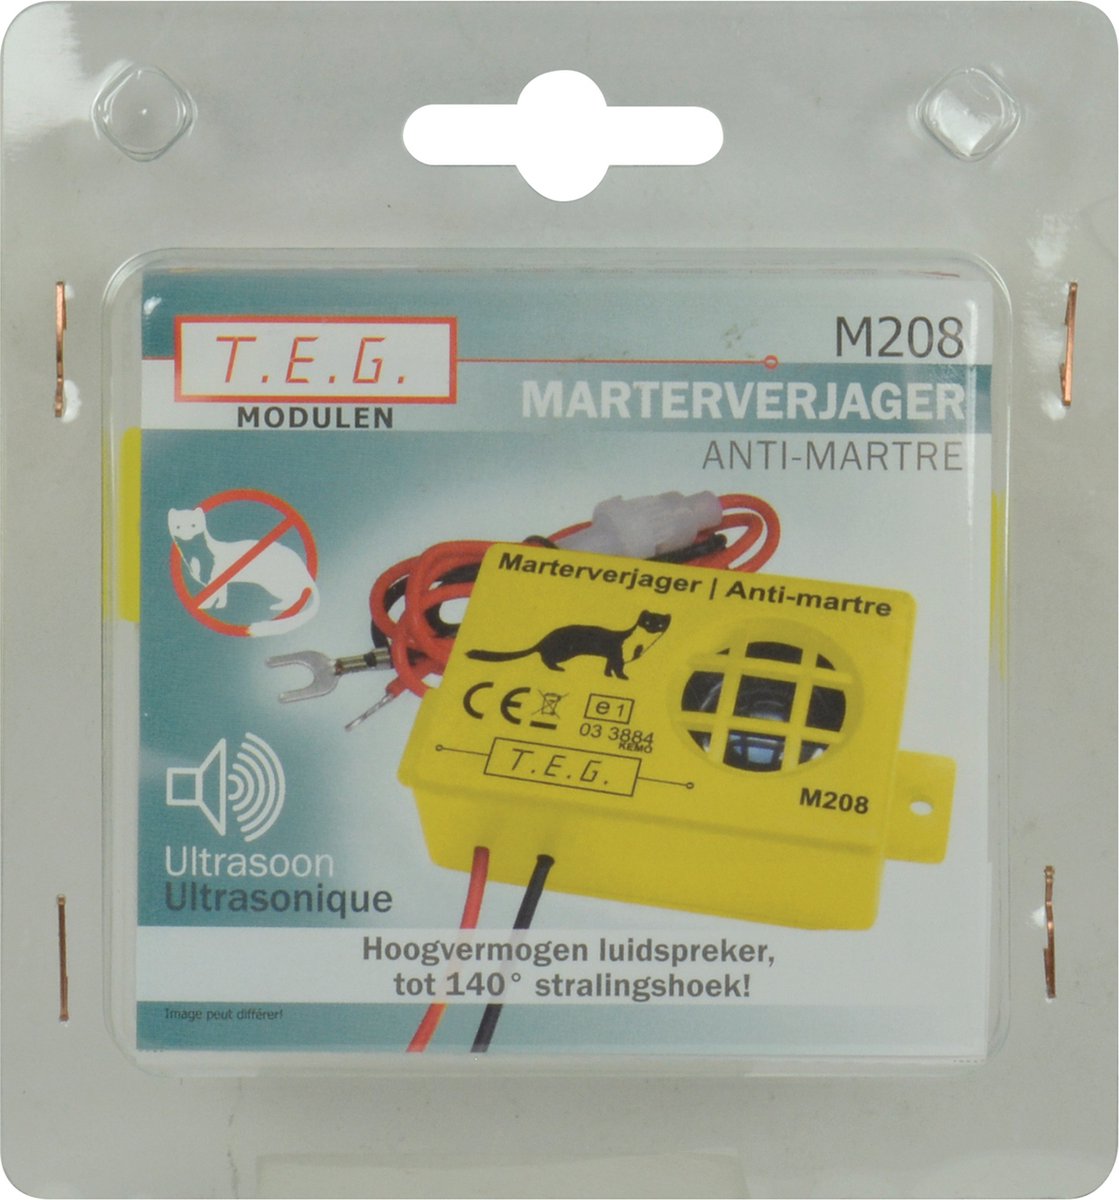 T.E.G.
MODULEN
M208
MARTERVERJAGER
ANTI-MARTRE
Marterverjager | Anti-martre
CE
e1
03 3884
KEMO
T.E.G.
M208
Ultrasoon
Ultrasonique
Hoogvermogen luidspreker,
tot 140° stralingshoek!
Image peut différer!